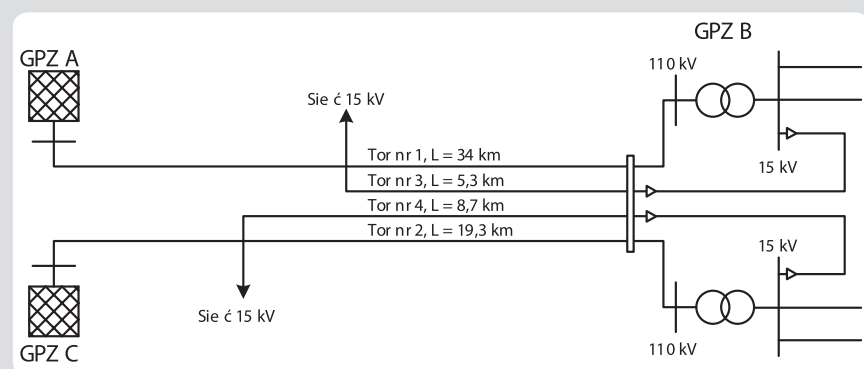 GPZ B
GPZ A
110 kV
Sie ć 15 kV
Tor nr 1, L = 34 km
15 kV
Tor nr 3, L = 5,3 km
Tor nr 4, L = 8,7 km
Tor nr 2, L = 19,3 km
15 kV
Sie ć 15 kV
GPZ C
110 kV